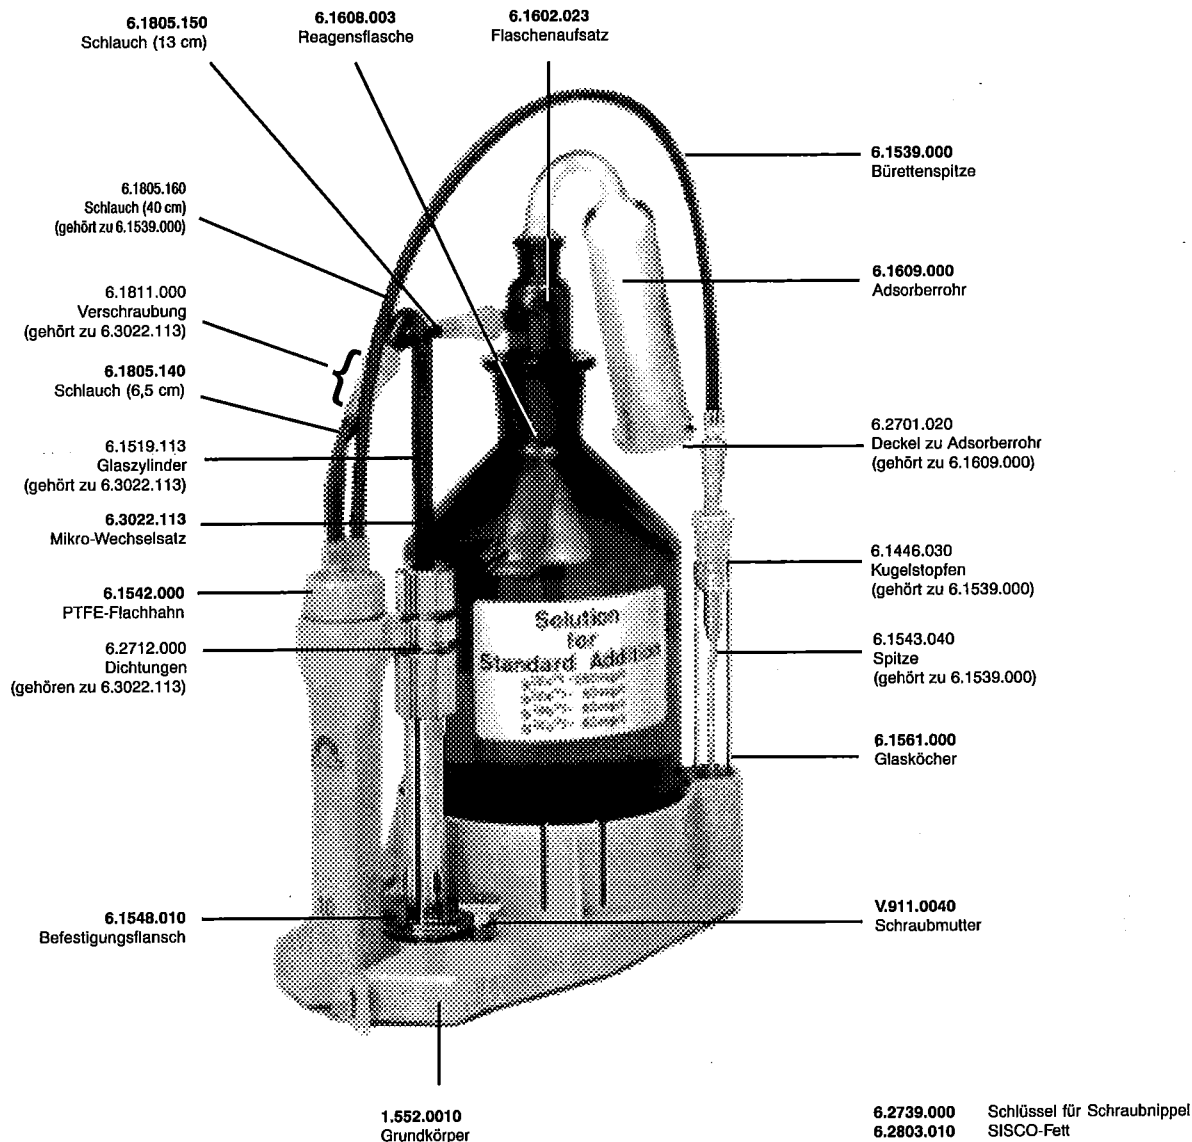 6.1805.150
Schlauch (13 cm)
6.1608.003
Reagensflasche
6.1602.023
Flaschenaufsatz
6.1539.000
Bürettenspitze
6.1805.160
Schlauch (40 cm)
(gehört zu 6.1539.000)
6.1609.000
Adsorberrohr
6.1811.000
Verschraubung
(gehört zu 6.3022.113)
6.1805.140
Schlauch (6,5 cm)
6.2701.020
Deckel zu Adsorberrohr
(gehört zu 6.1609.000)
6.1519.113
Glaszylinder
(gehört zu 6.3022.113)
6.3022.113
Mikro-Wechselsatz
6.1446.030
Kugelstopfen
(gehört zu 6.1539.000)
6.1542.000
PTFE-Flachhahn
Solution
for
Standard Addition
6.2712.000
Dichtungen
(gehören zu 6.3022.113)
6.1543.040
Spitze
(gehört zu 6.1539.000)
6.1561.000
Glasköcher
6.1548.010
Befestigungsflansch
V.911.0040
Schraubmutter
1.552.0010
Grundkörper
6.2739.000 Schlüssel für Schraubnippel
6.2803.010 SISCO-Fett